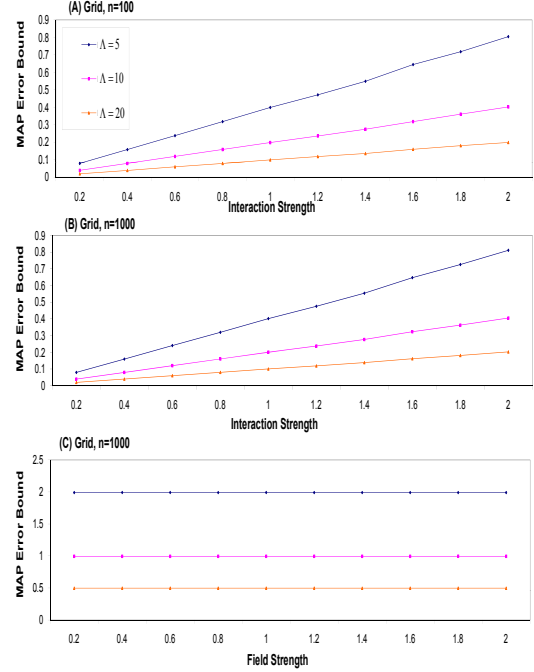 (A) Grid, n=100
MAP Error Bound
0.9
0.8
0.7
0.6
0.5
0.4
0.3
0.2
0.1
0
Λ = 5
Λ = 10
Λ = 20
0.2 0.4 0.6 0.8 1 1.2 1.4 1.6 1.8 2
Interaction Strength
(B) Grid, n=1000
MAP Error Bound
0.9
0.8
0.7
0.6
0.5
0.4
0.3
0.2
0.1
0
0.2 0.4 0.6 0.8 1 1.2 1.4 1.6 1.8 2
Interaction Strength
(C) Grid, n=1000
MAP Error Bound
2.5
2
1.5
1
0.5
0
0.2 0.4 0.6 0.8 1 1.2 1.4 1.6 1.8 2
Field Strength